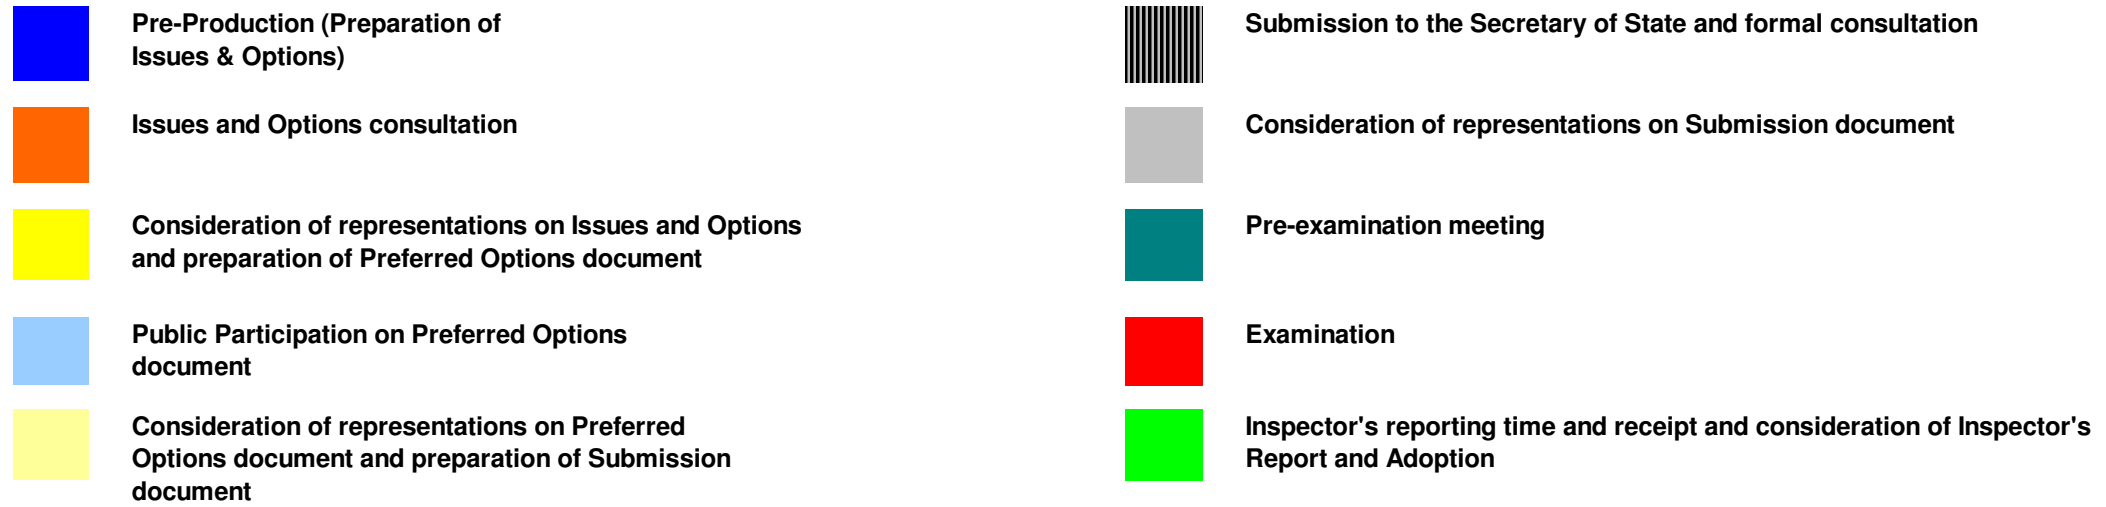 Pre-Production (Preparation of
Issues & Options)
Issues and Options consultation
Consideration of representations on Issues and Options
and preparation of Preferred Options document
Public Participation on Preferred Options
document
Consideration of representations on Preferred
Options document and preparation of Submission
document
Submission to the Secretary of State and formal consultation
Consideration of representations on Submission document
Pre-examination meeting
Examination
Inspector's reporting time and receipt and consideration of Inspector's
Report and Adoption